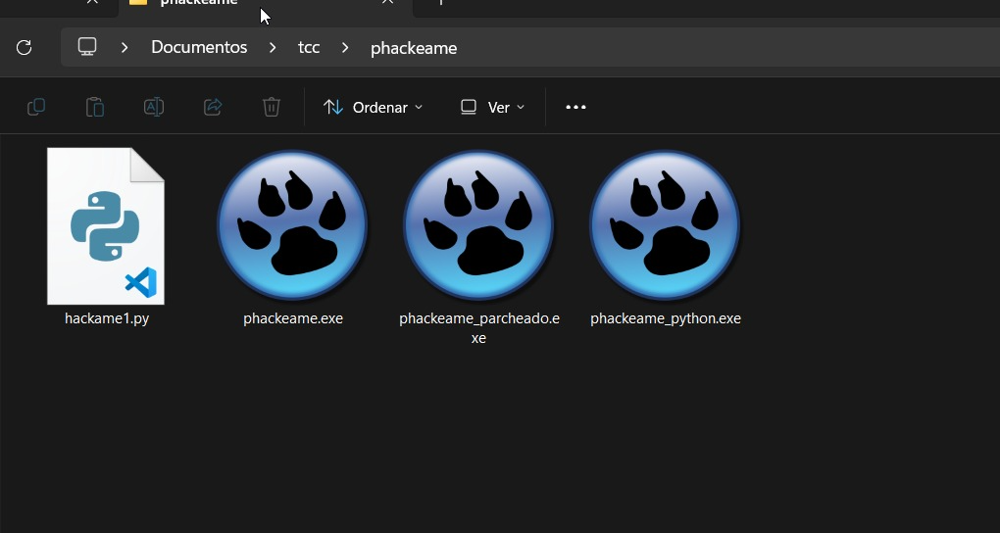 phackeame
Documentos > tcc > phackeame
Ordenar
Ver
hackame1.py
phackeame.exe
phackeame_parcheado.e
xe
phackeame_python.exe